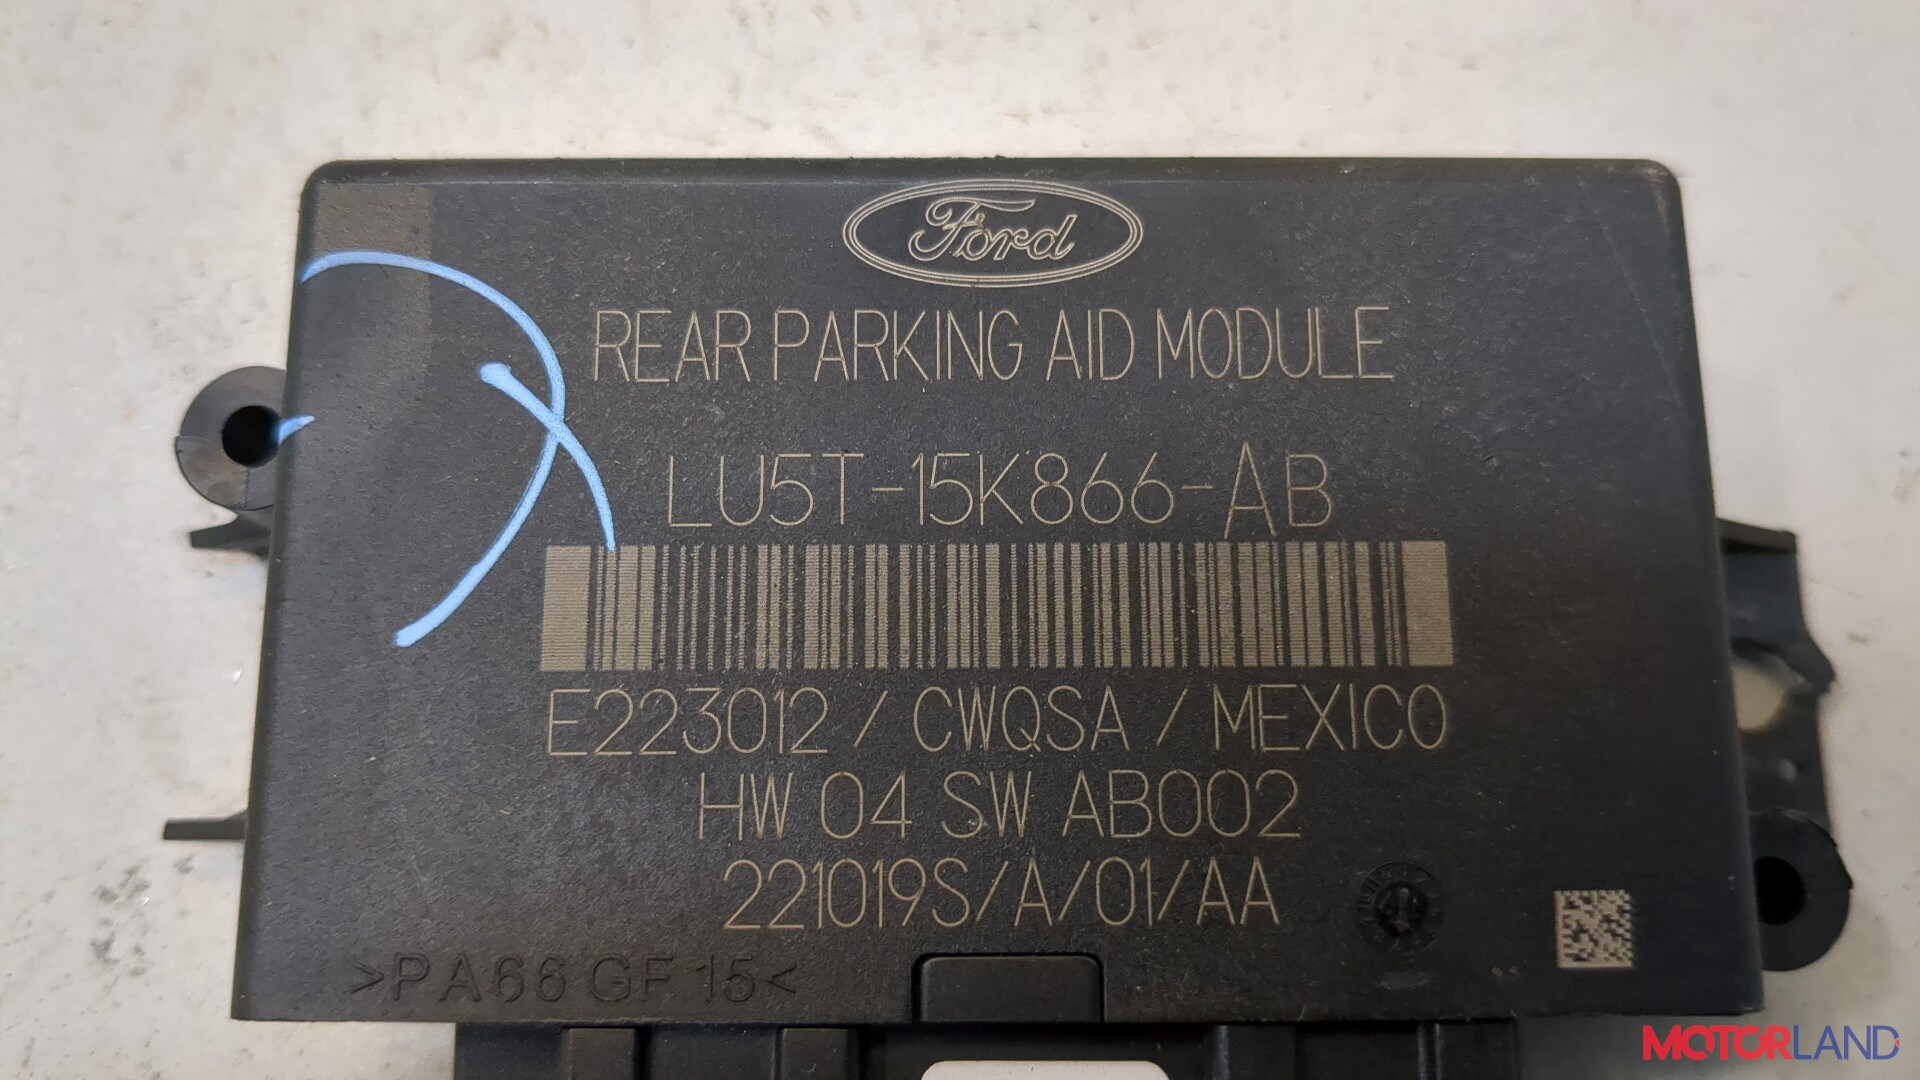 Ford
REAR PARKING AID MODULE
LU5T-15K866-AB
E223012 / CWQSA / MEXICO
HW 04 SW AB002
221019S/A/01/AA
>PA66 GF 15<
MOTORLAND